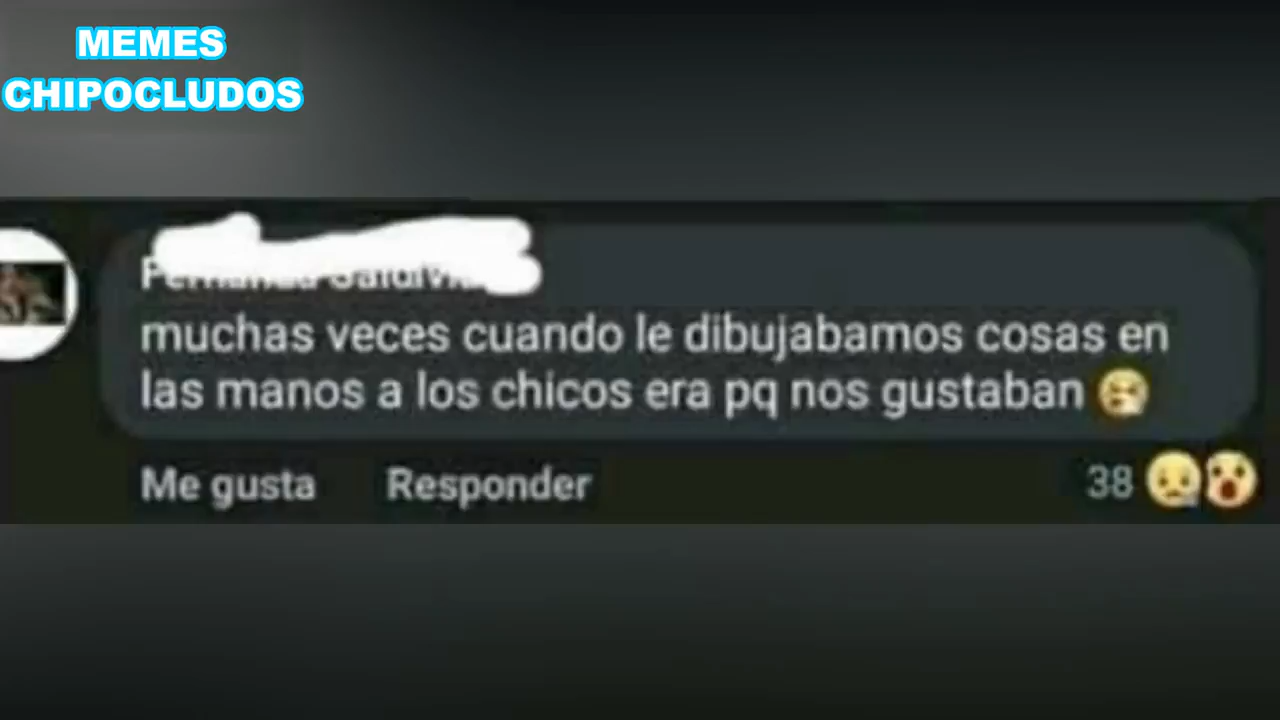 MEMES
CHIPOCLUDOS
muchas veces cuando le dibujabamos cosas en
las manos a los chicos era pq nos gustaban
Me gusta Responder 38